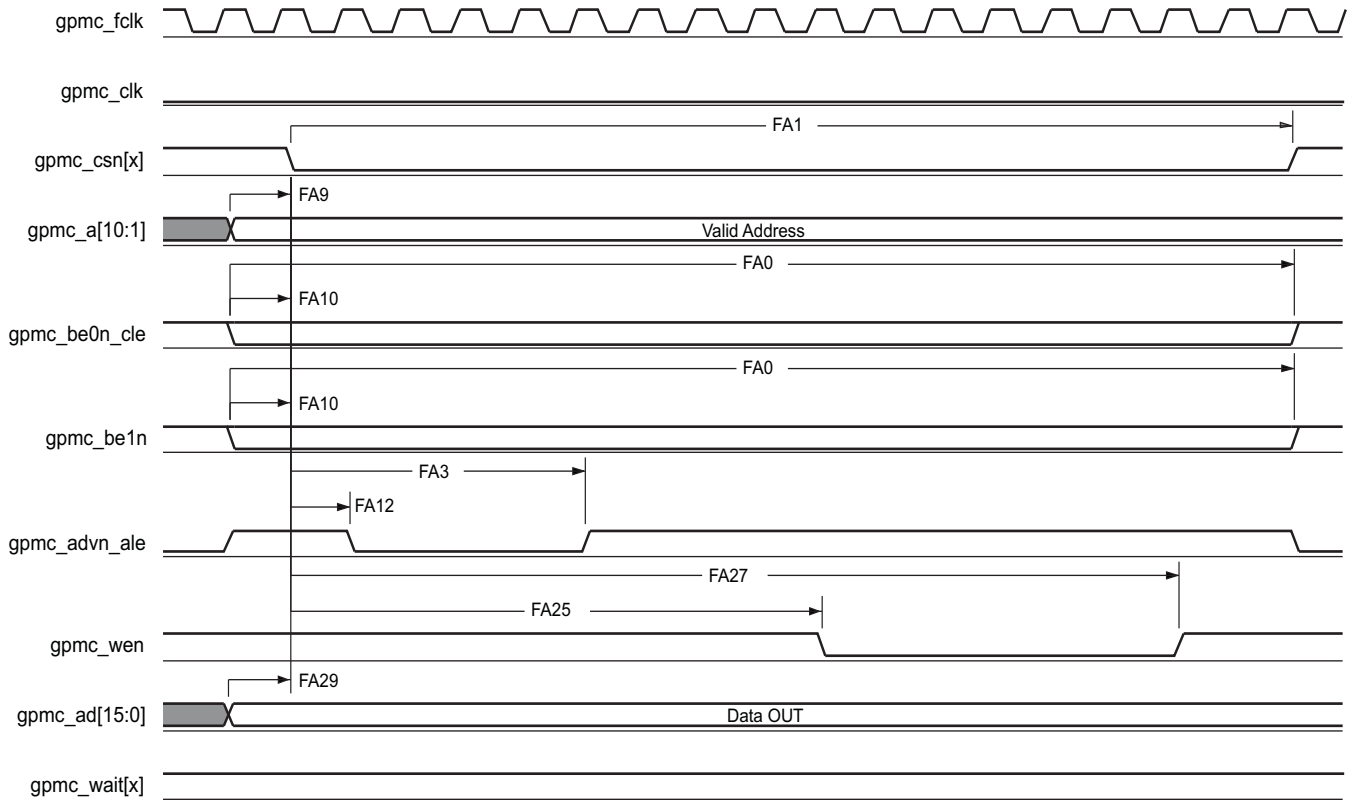 gpmc_fclk
gpmc_clk
FA1
gpmc_csn[x]
FA9
gpmc_a[10:1]
Valid Address
FA0
FA10
gpmc_be0n_cle
FA0
FA10
gpmc_be1n
FA3
FA12
gpmc_advn_ale
FA27
FA25
gpmc_wen
FA29
gpmc_ad[15:0]
Data OUT
gpmc_wait[x]